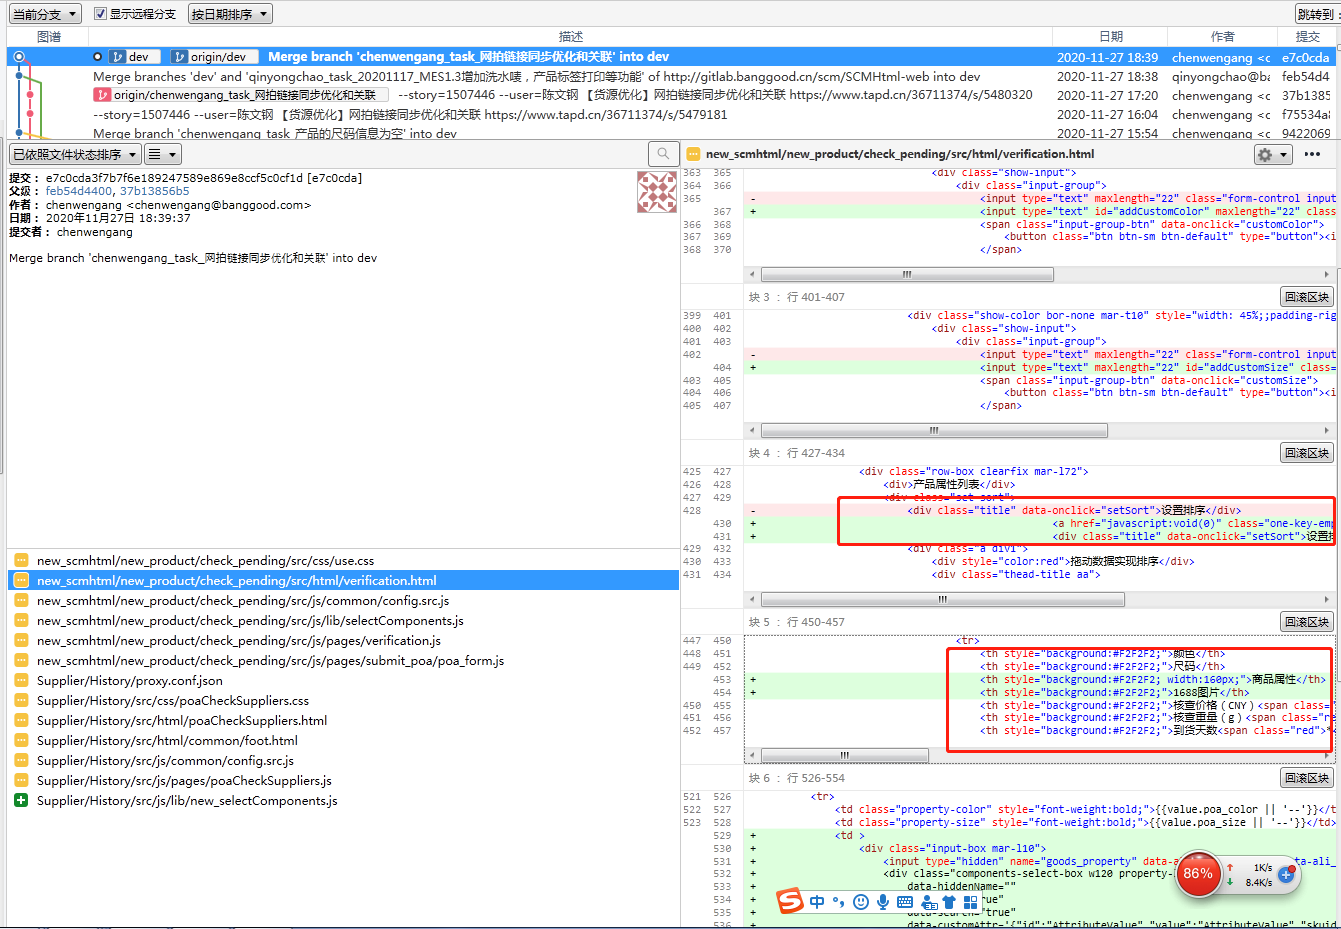 当前分支
显示远程分支
按日期排序
跳转到:
图谱 描述 日期 作者 提交
dev origin/dev Merge branch 'chenwengang_task_网拍链接同步优化和关联' into dev 2020-11-27 18:39 chenwengang <c e7c0cda
Merge branches 'dev' and 'qinyongchao_task_20201117_MES1.3增加洗水唛，产品标签打印等功能' of http://gitlab.banggood.cn/scm/SCMHtml-web into dev 2020-11-27 18:38 qinyongchao <ba feb54d4
origin/chenwengang_task_网拍链接同步优化和关联 --story=1507446 --user=陈文钢 【货源优化】网拍链接同步优化和关联 https://www.tapd.cn/36711374/s/5480320 2020-11-27 17:20 chenwengang <c 37b1385
--story=1507446 --user=陈文钢 【货源优化】网拍链接同步优化和关联 https://www.tapd.cn/36711374/s/5479181 2020-11-27 16:04 chenwengang <c f75534a
Merge branch 'chenwengang_task_产品的尺码信息为空' into dev 2020-11-27 15:54 chenwengang <c 9422069
已依照文件状态排序
提交： e7c0cda3f7b7f6e189247589e869e8ccf5c0cf1d [e7c0cda]
父级： feb54d4400, 37b13856b5
作者： chenwengang <chenwengang@banggood.com>
日期： 2020年11月27日 18:39:37
提交者： chenwengang
Merge branch 'chenwengang_task_网拍链接同步优化和关联' into dev
new_scmhtml/new_product/check_pending/src/css/use.css
new_scmhtml/new_product/check_pending/src/html/verification.html
new_scmhtml/new_product/check_pending/src/js/common/config.src.js
new_scmhtml/new_product/check_pending/src/js/lib/selectComponents.js
new_scmhtml/new_product/check_pending/src/js/pages/verification.js
new_scmhtml/new_product/check_pending/src/js/pages/submit_poa/poa_form.js
Supplier/History/proxy.conf.json
Supplier/History/src/css/poaCheckSuppliers.css
Supplier/History/src/html/poaCheckSuppliers.html
Supplier/History/src/html/common/foot.html
Supplier/History/src/js/common/config.src.js
Supplier/History/src/js/pages/poaCheckSuppliers.js
Supplier/History/src/js/lib/new_selectComponents.js
new_scmhtml/new_product/check_pending/src/html/verification.html
363 365 <div class="show-input">
364 366 <div class="input-group">
365 - <input type="text" maxlength="22" class="form-control input
367 + <input type="text" id="addCustomColor" maxlength="22" clas
366 368 <span class="input-group-btn" data-onclick="customColor">
367 369 <button class="btn btn-sm btn-default" type="button"><i
368 370 </span>
块 3 ： 行 401-407 回滚区块
399 401 <div class="show-color bor-none mar-t10" style="width: 45%;;padding-rig
400 402 <div class="show-input">
401 403 <div class="input-group">
402 - <input type="text" maxlength="22" class="form-control input
404 + <input type="text" maxlength="22" id="addCustomSize" class=
403 405 <span class="input-group-btn" data-onclick="customSize">
404 406 <button class="btn btn-sm btn-default" type="button"><i
405 407 </span>
块 4 ： 行 427-434 回滚区块
425 427 <div class="row-box clearfix mar-l72">
426 428 <div>产品属性列表</div>
427 429 <div class="set-sort">
428 - <div class="title" data-onclick="setSort">设置排序</div>
430 + <a href="javascript:void(0)" class="one-key-em
431 + <div class="title" data-onclick="setSort">设置
429 432 <div class="a div1">
430 433 <div style="color:red">拖动数据实现排序</div>
431 434 <div class="thead-title aa">
块 5 ： 行 450-457 回滚区块
447 450 <tr>
448 451 <th style="background:#F2F2F2;">颜色</th>
449 452 <th style="background:#F2F2F2;">尺码</th>
453 + <th style="background:#F2F2F2; width:160px;">商品属性</th>
454 + <th style="background:#F2F2F2;">1688图片</th>
450 455 <th style="background:#F2F2F2;">核查价格 ( CNY ) <span class="
451 456 <th style="background:#F2F2F2;">核查重量 ( g ) <span class="re
452 457 <th style="background:#F2F2F2;">到货天数<span class="red">*
块 6 ： 行 526-554 回滚区块
521 526 <tr>
522 527 <td class="property-color" style="font-weight:bold;">{{value.poa_color || '--'}}</t
523 528 <td class="property-size" style="font-weight:bold;">{{value.poa_size || '--'}}</td>
529 + <td >
530 + <div class="input-box mar-l10">
531 + <input type="hidden" name="goods_property" data-a ta-ali_
532 + <div class="components-select-box w120 property-
533 + data-hiddenName=""
534 + ue"
535 + "true"
data-customAttr='{"id":"AttributeValue","value":"AttributeValue","skuid
86%
1K/s
8.4K/s
中